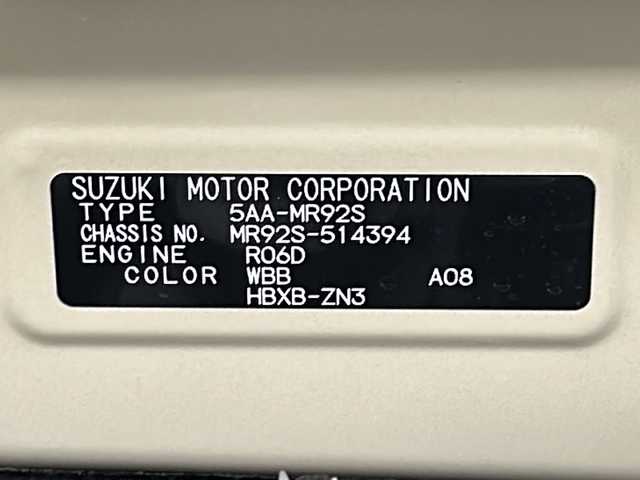 SUZUKI MOTOR CORPORATION
TYPE 5AA-MR92S
CHASSIS NO. MR92S-514394
ENGINE R06D
COLOR WBB A08
HBXB-ZN3